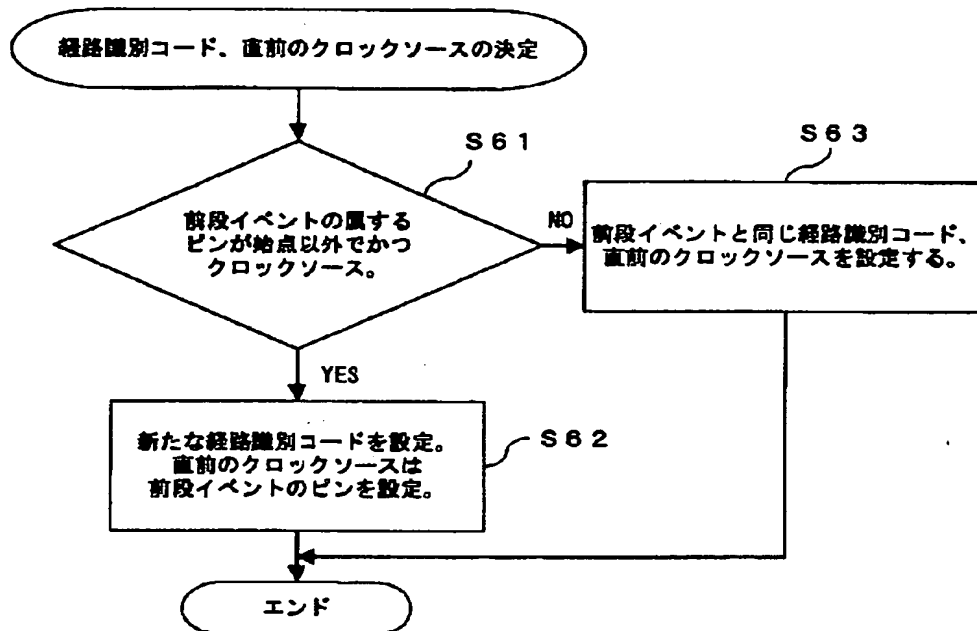 経路識別コード、直前のクロックソースの決定
S61
前段イベントの属する
ピンが始点以外でかつ
クロックソース。
NO
S63
前段イベントと同じ経路識別コード、
直前のクロックソースを設定する。
YES
新たな経路識別コードを設定。
直前のクロックソースは
前段イベントのピンを設定。
S62
エンド